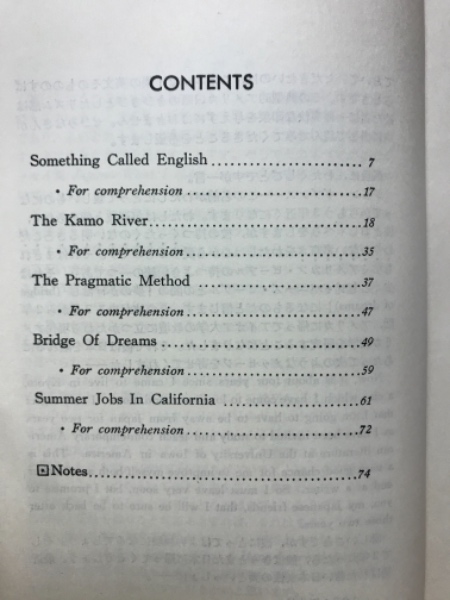 CONTENTS
Something Called English ........................ 7
• For comprehension ............................17
The Kamo River..................................18
• For comprehension ............................35
The Pragmatic Method ...........................37
• For comprehension ............................47
Bridge Of Dreams ...............................49
• For comprehension ............................59
Summer Jobs In California ......................61
• For comprehension ............................72
⊡Notes..........................................74